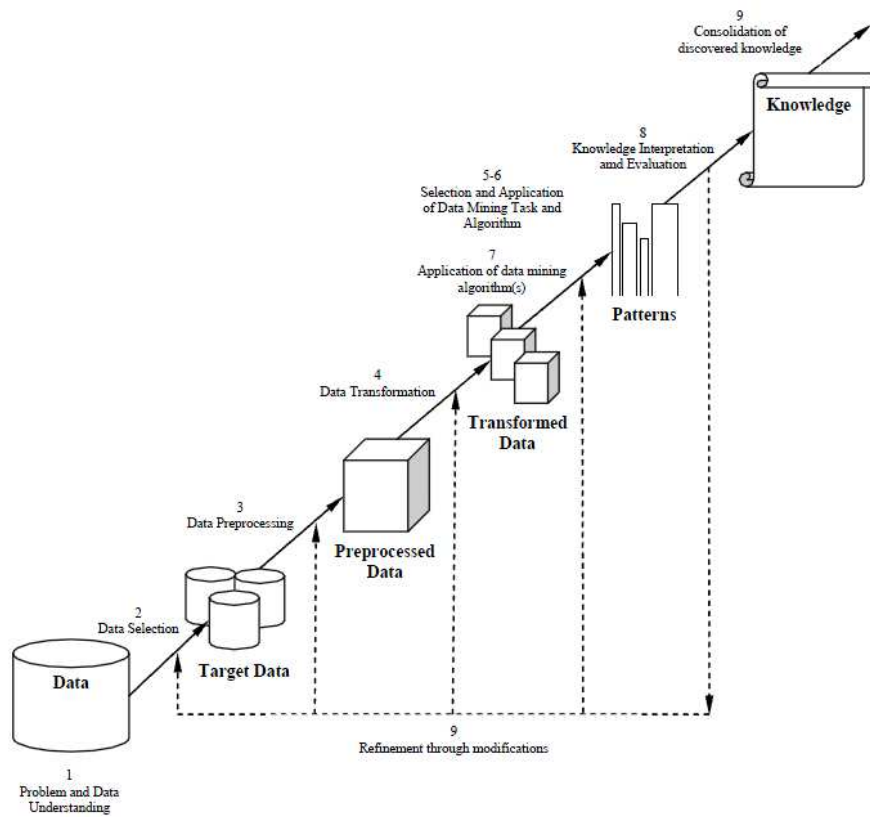 9
Consolidation of
discovered knowledge
Knowledge
8
Knowledge Interpretation
amd Evaluation
5-6
Selection and Application
of Data Mining Task and
Algorithm
7
Application of data mining
algorithm(s)
Patterns
4
Data Transformation
Transformed
Data
3
Data Preprocessing
Preprocessed
Data
2
Data Selection
Target Data
Data
9
Refinement through modifications
1
Problem and Data
Understanding